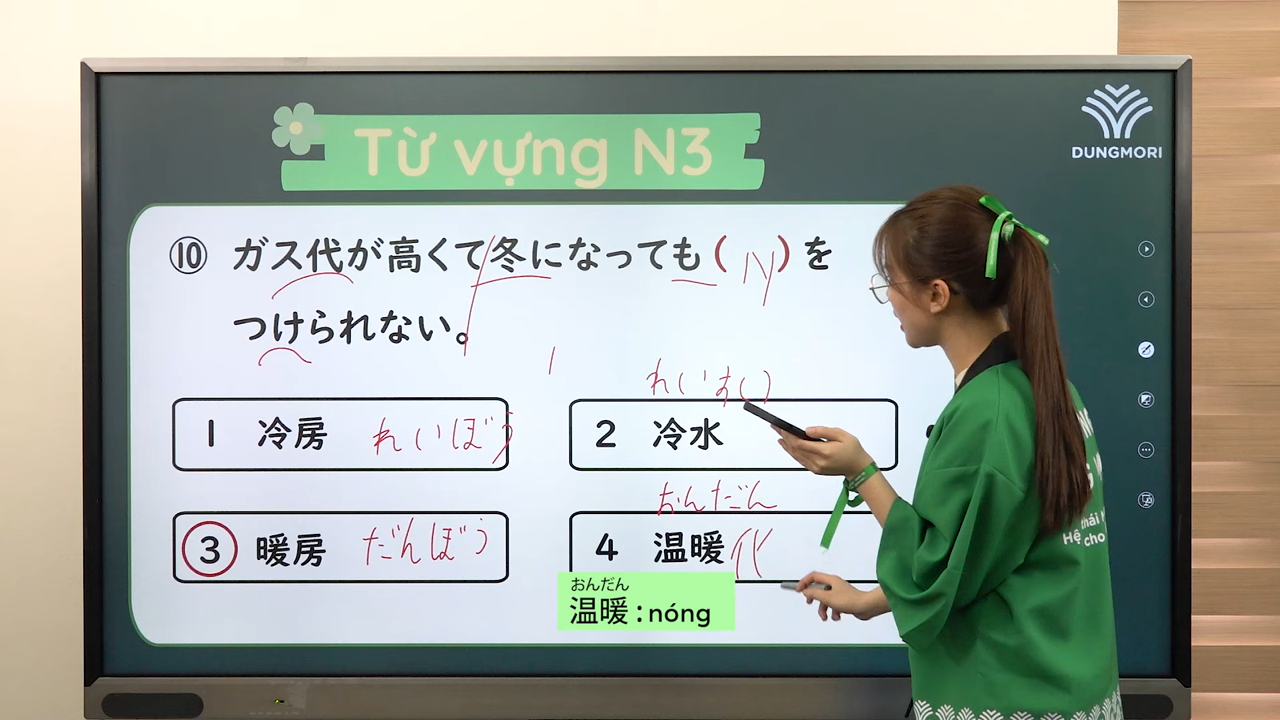 Từ vựng N3
DUNGMORI
⑩ ガス代が高くて冬になっても( )を
つけられない。
れいすい
1 冷房 れいぼう
2 冷水
おんだん
3 暖房 だんぼう
4 温暖化
おんだん
温暖:nóng
Hệ
cho